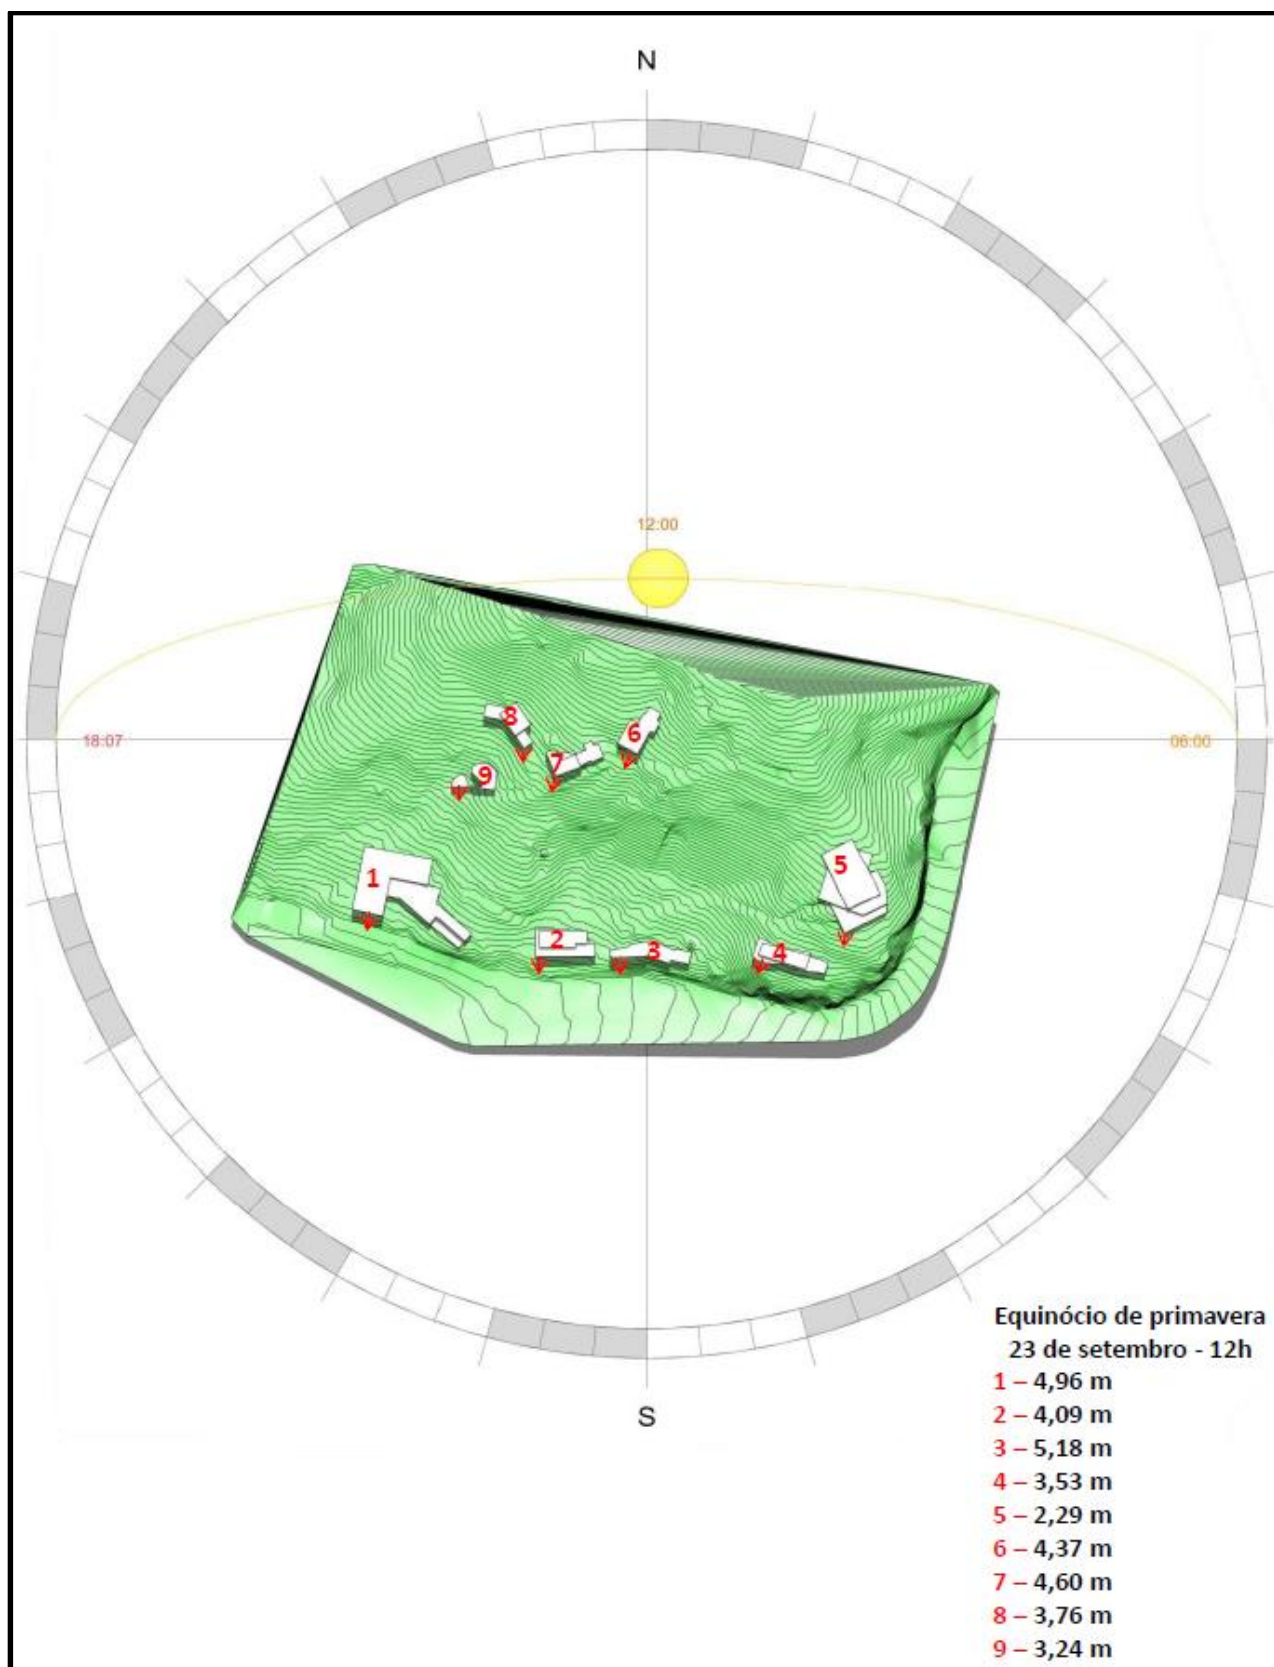 N
12:00
18:07
06:00
8
6
7
9
5
1
2
3
4
S
Equinócio de primavera
23 de setembro - 12h
1 – 4,96 m
2 – 4,09 m
3 – 5,18 m
4 – 3,53 m
5 – 2,29 m
6 – 4,37 m
7 – 4,60 m
8 – 3,76 m
9 – 3,24 m